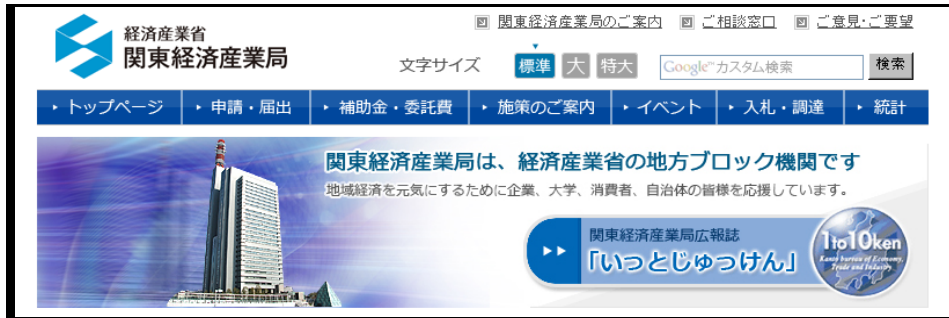 経済産業省
関東経済産業局
関東経済産業局のご案内 ご相談窓口 ご意見・ご要望
文字サイズ 標準 大 特大 Google™ カスタム検索 検索
トップページ 申請・届出 補助金・委託費 施策のご案内 イベント 入札・調達 統計
関東経済産業局は、経済産業省の地方ブロック機関です
地域経済を元気にするために企業、大学、消費者、自治体の皆様を応援しています。
関東経済産業局広報誌
「いっとじゅっけん」
1to10ken
Kanto bureau of Economy,
Trade and Industry